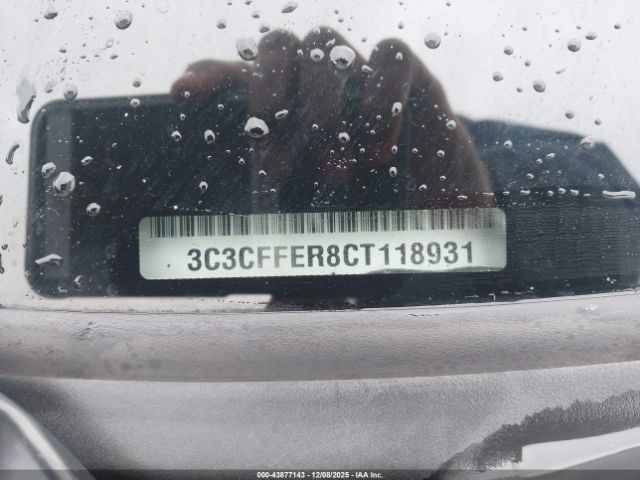 3C3CFFER8CT118931
000-43877143 | 12/08/2025 - IAA Inc.